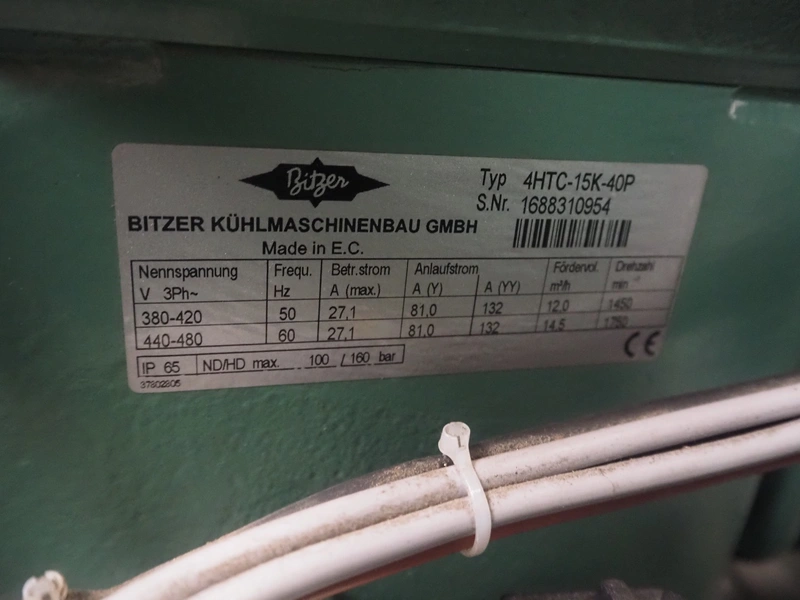 Bitzer
Typ 4HTC-15K-40P
S.Nr. 1688310954
BITZER KÜHLMASCHINENBAU GMBH
Made in E.C.
Nennspannung Frequ. Betr.strom Anlaufstrom Fördervol. Drehzahl
V 3Ph~ Hz A (max.) A (Y) A (YY) m³/h min
380-420 50 27,1 81,0 132 12,0 1450
440-480 60 27,1 81,0 132 14,5 1750
IP 65 ND/HD max. 100 / 160 bar
CE
37802805